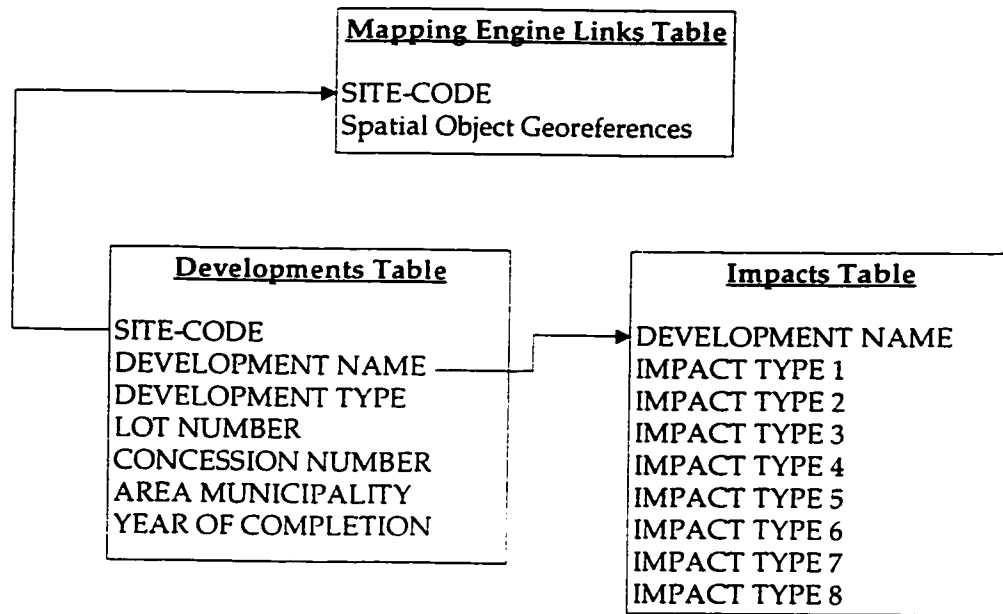 Mapping Engine Links Table
SITE-CODE
Spatial Object Georeferences
Developments Table
SITE-CODE
DEVELOPMENT NAME
DEVELOPMENT TYPE
LOT NUMBER
CONCESSION NUMBER
AREA MUNICIPALITY
YEAR OF COMPLETION
Impacts Table
DEVELOPMENT NAME
IMPACT TYPE 1
IMPACT TYPE 2
IMPACT TYPE 3
IMPACT TYPE 4
IMPACT TYPE 5
IMPACT TYPE 6
IMPACT TYPE 7
IMPACT TYPE 8